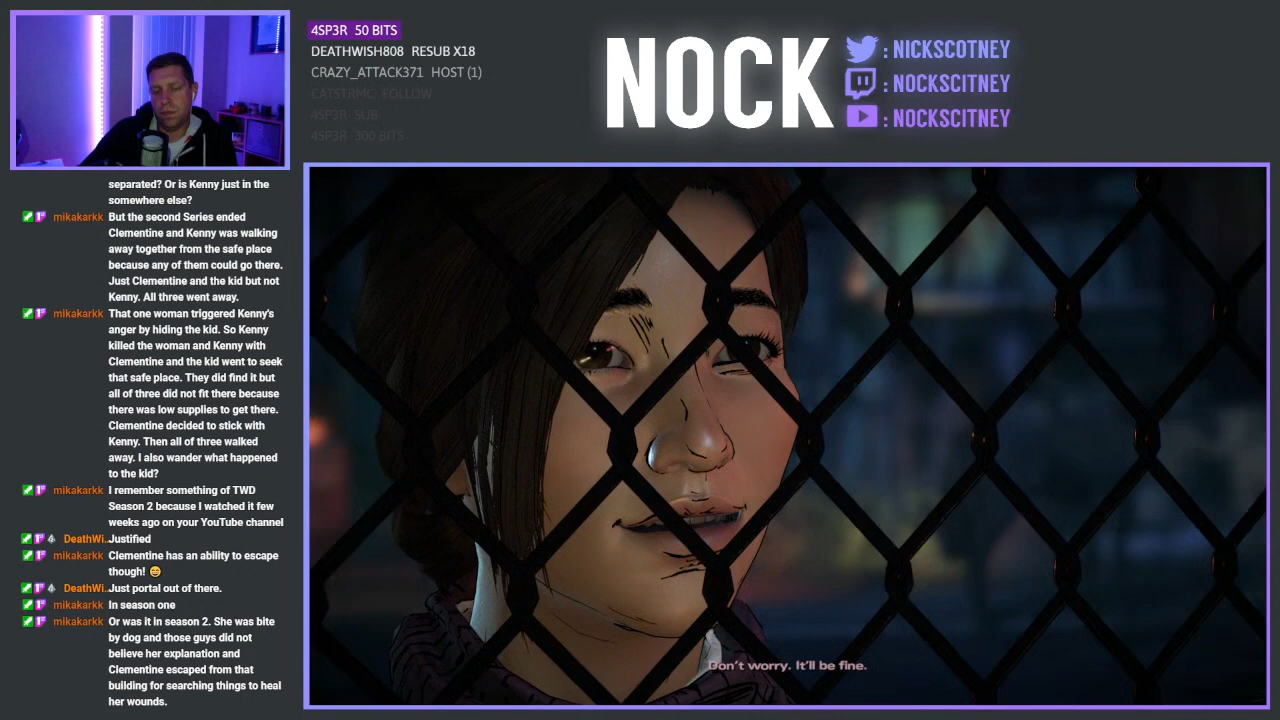 4SP3R 50 BITS
DEATHWISH808 RESUB X18
CRAZY_ATTACK371 HOST (1)
CATSTRMC FOLLOW
4SP3R SUB
4SP3R 300 BITS
NOCK
: NICKSCOTNEY
: NOCKSCITNEY
: NOCKSCITNEY
separated? Or is Kenny just in the
somewhere else?
mikakarkk But the second Series ended
Clementine and Kenny was walking
away together from the safe place
because any of them could go there.
Just Clementine and the kid but not
Kenny. All three went away.
mikakarkk That one woman triggered Kenny's
anger by hiding the kid. So Kenny
killed the woman and Kenny with
Clementine and the kid went to seek
that safe place. They did find it but
all of three did not fit there because
there was low supplies to get there.
Clementine decided to stick with
Kenny. Then all of three walked
away. I also wander what happened
to the kid?
mikakarkk I remember something of TWD
Season 2 because I watched it few
weeks ago on your YouTube channel
DeathWi.. Justified
mikakarkk Clementine has an ability to escape
though! 😄
DeathWi.. Just portal out of there.
mikakarkk In season one
mikakarkk Or was it in season 2. She was bite
by dog and those guys did not
believe her explanation and
Clementine escaped from that
building for searching things to heal
her wounds.
Don't worry. It'll be fine.